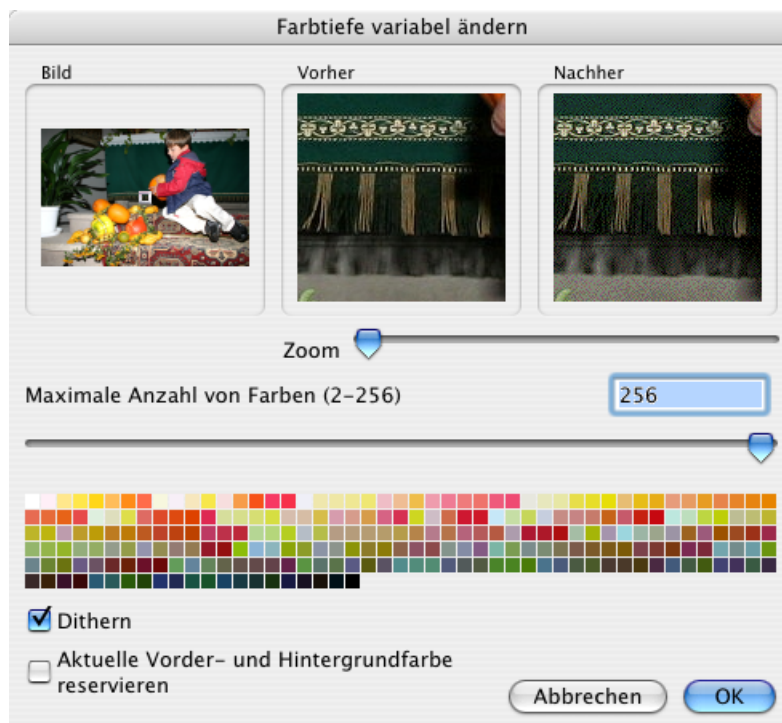 Farbtiefe variabel ändern
Bild
Vorher
Nachher
Zoom
Maximale Anzahl von Farben (2-256)
256
Dithern
Aktuelle Vorder- und Hintergrundfarbe
reservieren
Abbrechen
OK